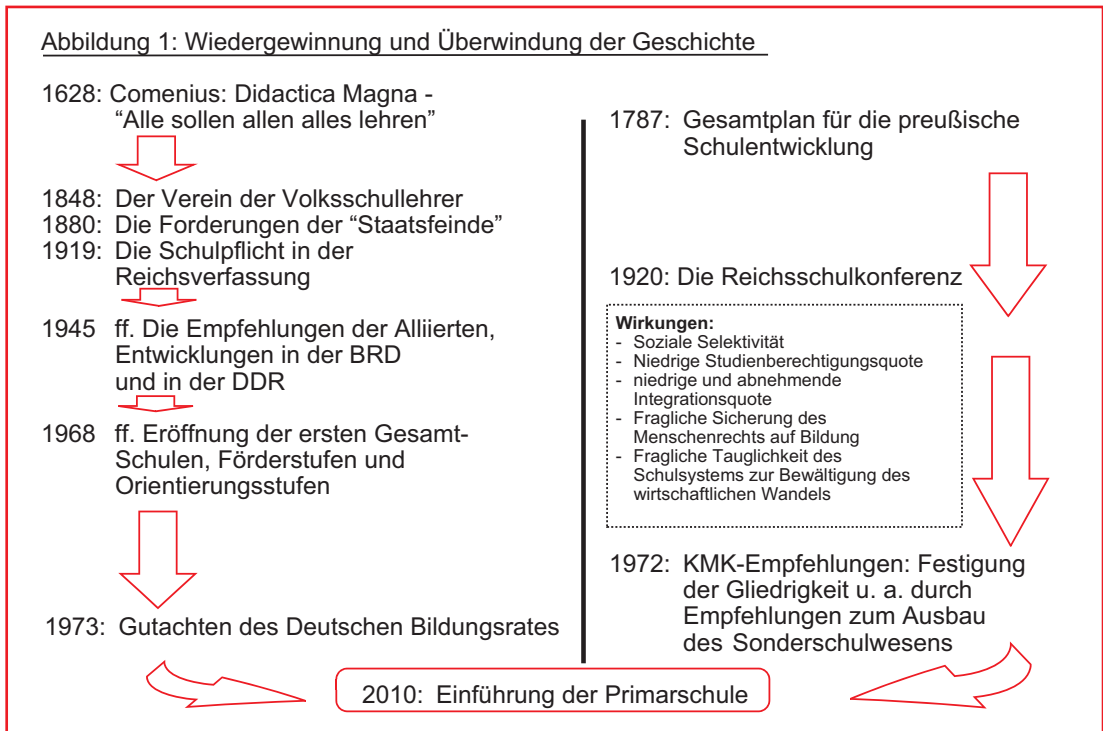 Abbildung 1: Wiedergewinnung und Überwindung der Geschichte
1628: Comenius: Didactica Magna -
“Alle sollen allen alles lehren”
1848: Der Verein der Volksschullehrer
1880: Die Forderungen der “Staatsfeinde”
1919: Die Schulpflicht in der
Reichsverfassung
1945 ff. Die Empfehlungen der Alliierten,
Entwicklungen in der BRD
und in der DDR
1968 ff. Eröffnung der ersten Gesamt-
Schulen, Förderstufen und
Orientierungsstufen
1973: Gutachten des Deutschen Bildungsrates
1787: Gesamtplan für die preußische
Schulentwicklung
1920: Die Reichsschulkonferenz
Wirkungen:
- Soziale Selektivität
- Niedrige Studienberechtigungsquote
- niedrige und abnehmende
Integrationsquote
- Fragliche Sicherung des
Menschenrechts auf Bildung
- Fragliche Tauglichkeit des
Schulsystems zur Bewältigung des
wirtschaftlichen Wandels
1972: KMK-Empfehlungen: Festigung
der Gliedrigkeit u. a. durch
Empfehlungen zum Ausbau
des Sonderschulwesens
2010: Einführung der Primarschule